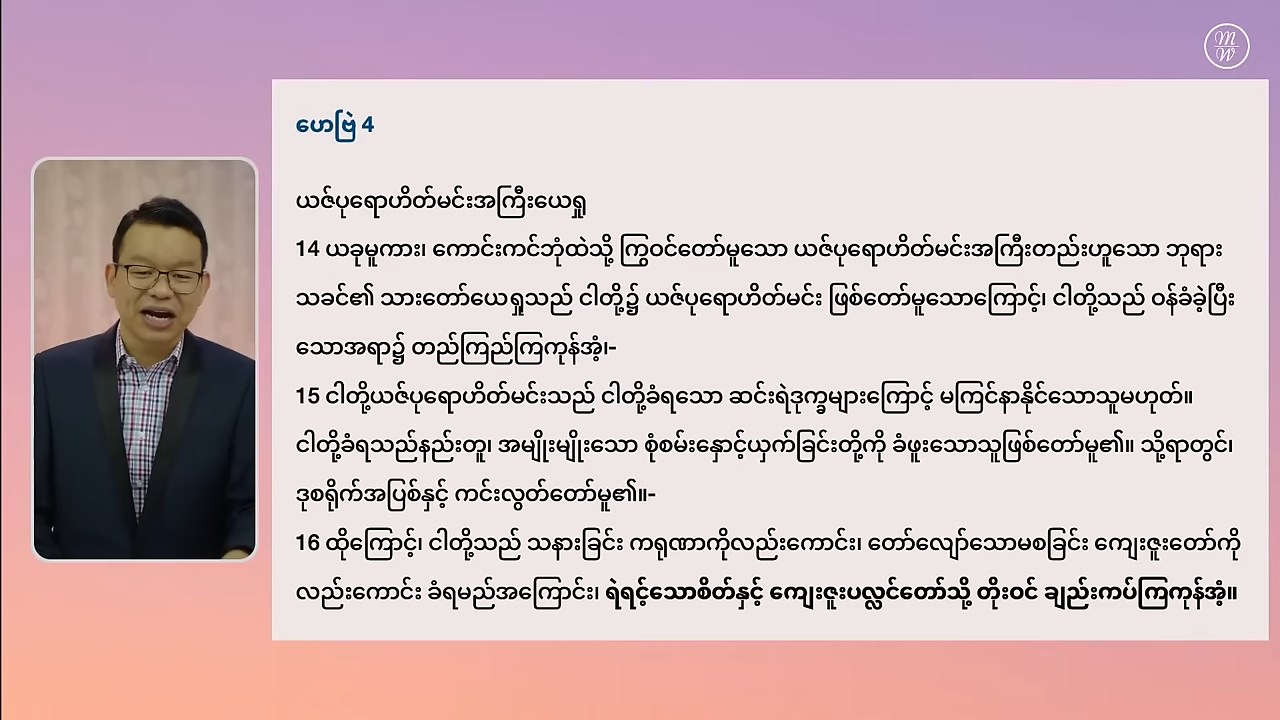 M
W
ဟေဗြဲ 4
ယဇ်ပုရောဟိတ်မင်းအကြီးယေရှု
14 ယခုမူကား၊ ကောင်းကင်ဘုံထဲသို့ ကြွဝင်တော်မူသော ယဇ်ပုရောဟိတ်မင်းအကြီးတည်းဟူသော ဘုရား
သခင်၏ သားတော်ယေရှုသည် ငါတို့၌ ယဇ်ပုရောဟိတ်မင်း ဖြစ်တော်မူသောကြောင့်၊ ငါတို့သည် ဝန်ခံခဲ့ပြီး
သောအရာ၌ တည်ကြည်ကြကုန်အံ့၊-
15 ငါတို့ယဇ်ပုရောဟိတ်မင်းသည် ငါတို့ခံရသော ဆင်းရဲဒုက္ခများကြောင့် မကြင်နာနိုင်သောသူမဟုတ်။
ငါတို့ခံရသည်နည်းတူ၊ အမျိုးမျိုးသော စုံစမ်းနှောင့်ယှက်ခြင်းတို့ကို ခံဖူးသောသူဖြစ်တော်မူ၏။ သို့ရာတွင်၊
ဒုစရိုက်အပြစ်နှင့် ကင်းလွတ်တော်မူ၏။-
16 ထိုကြောင့်၊ ငါတို့သည် သနားခြင်း ကရုဏာကိုလည်းကောင်း၊ တော်လျော်သောမစခြင်း ကျေးဇူးတော်ကို
လည်းကောင်း ခံရမည်အကြောင်း၊ ရဲရင့်သောစိတ်နှင့် ကျေးဇူးပလ္လင်တော်သို့ တိုးဝင် ချည်းကပ်ကြကုန်အံ့။